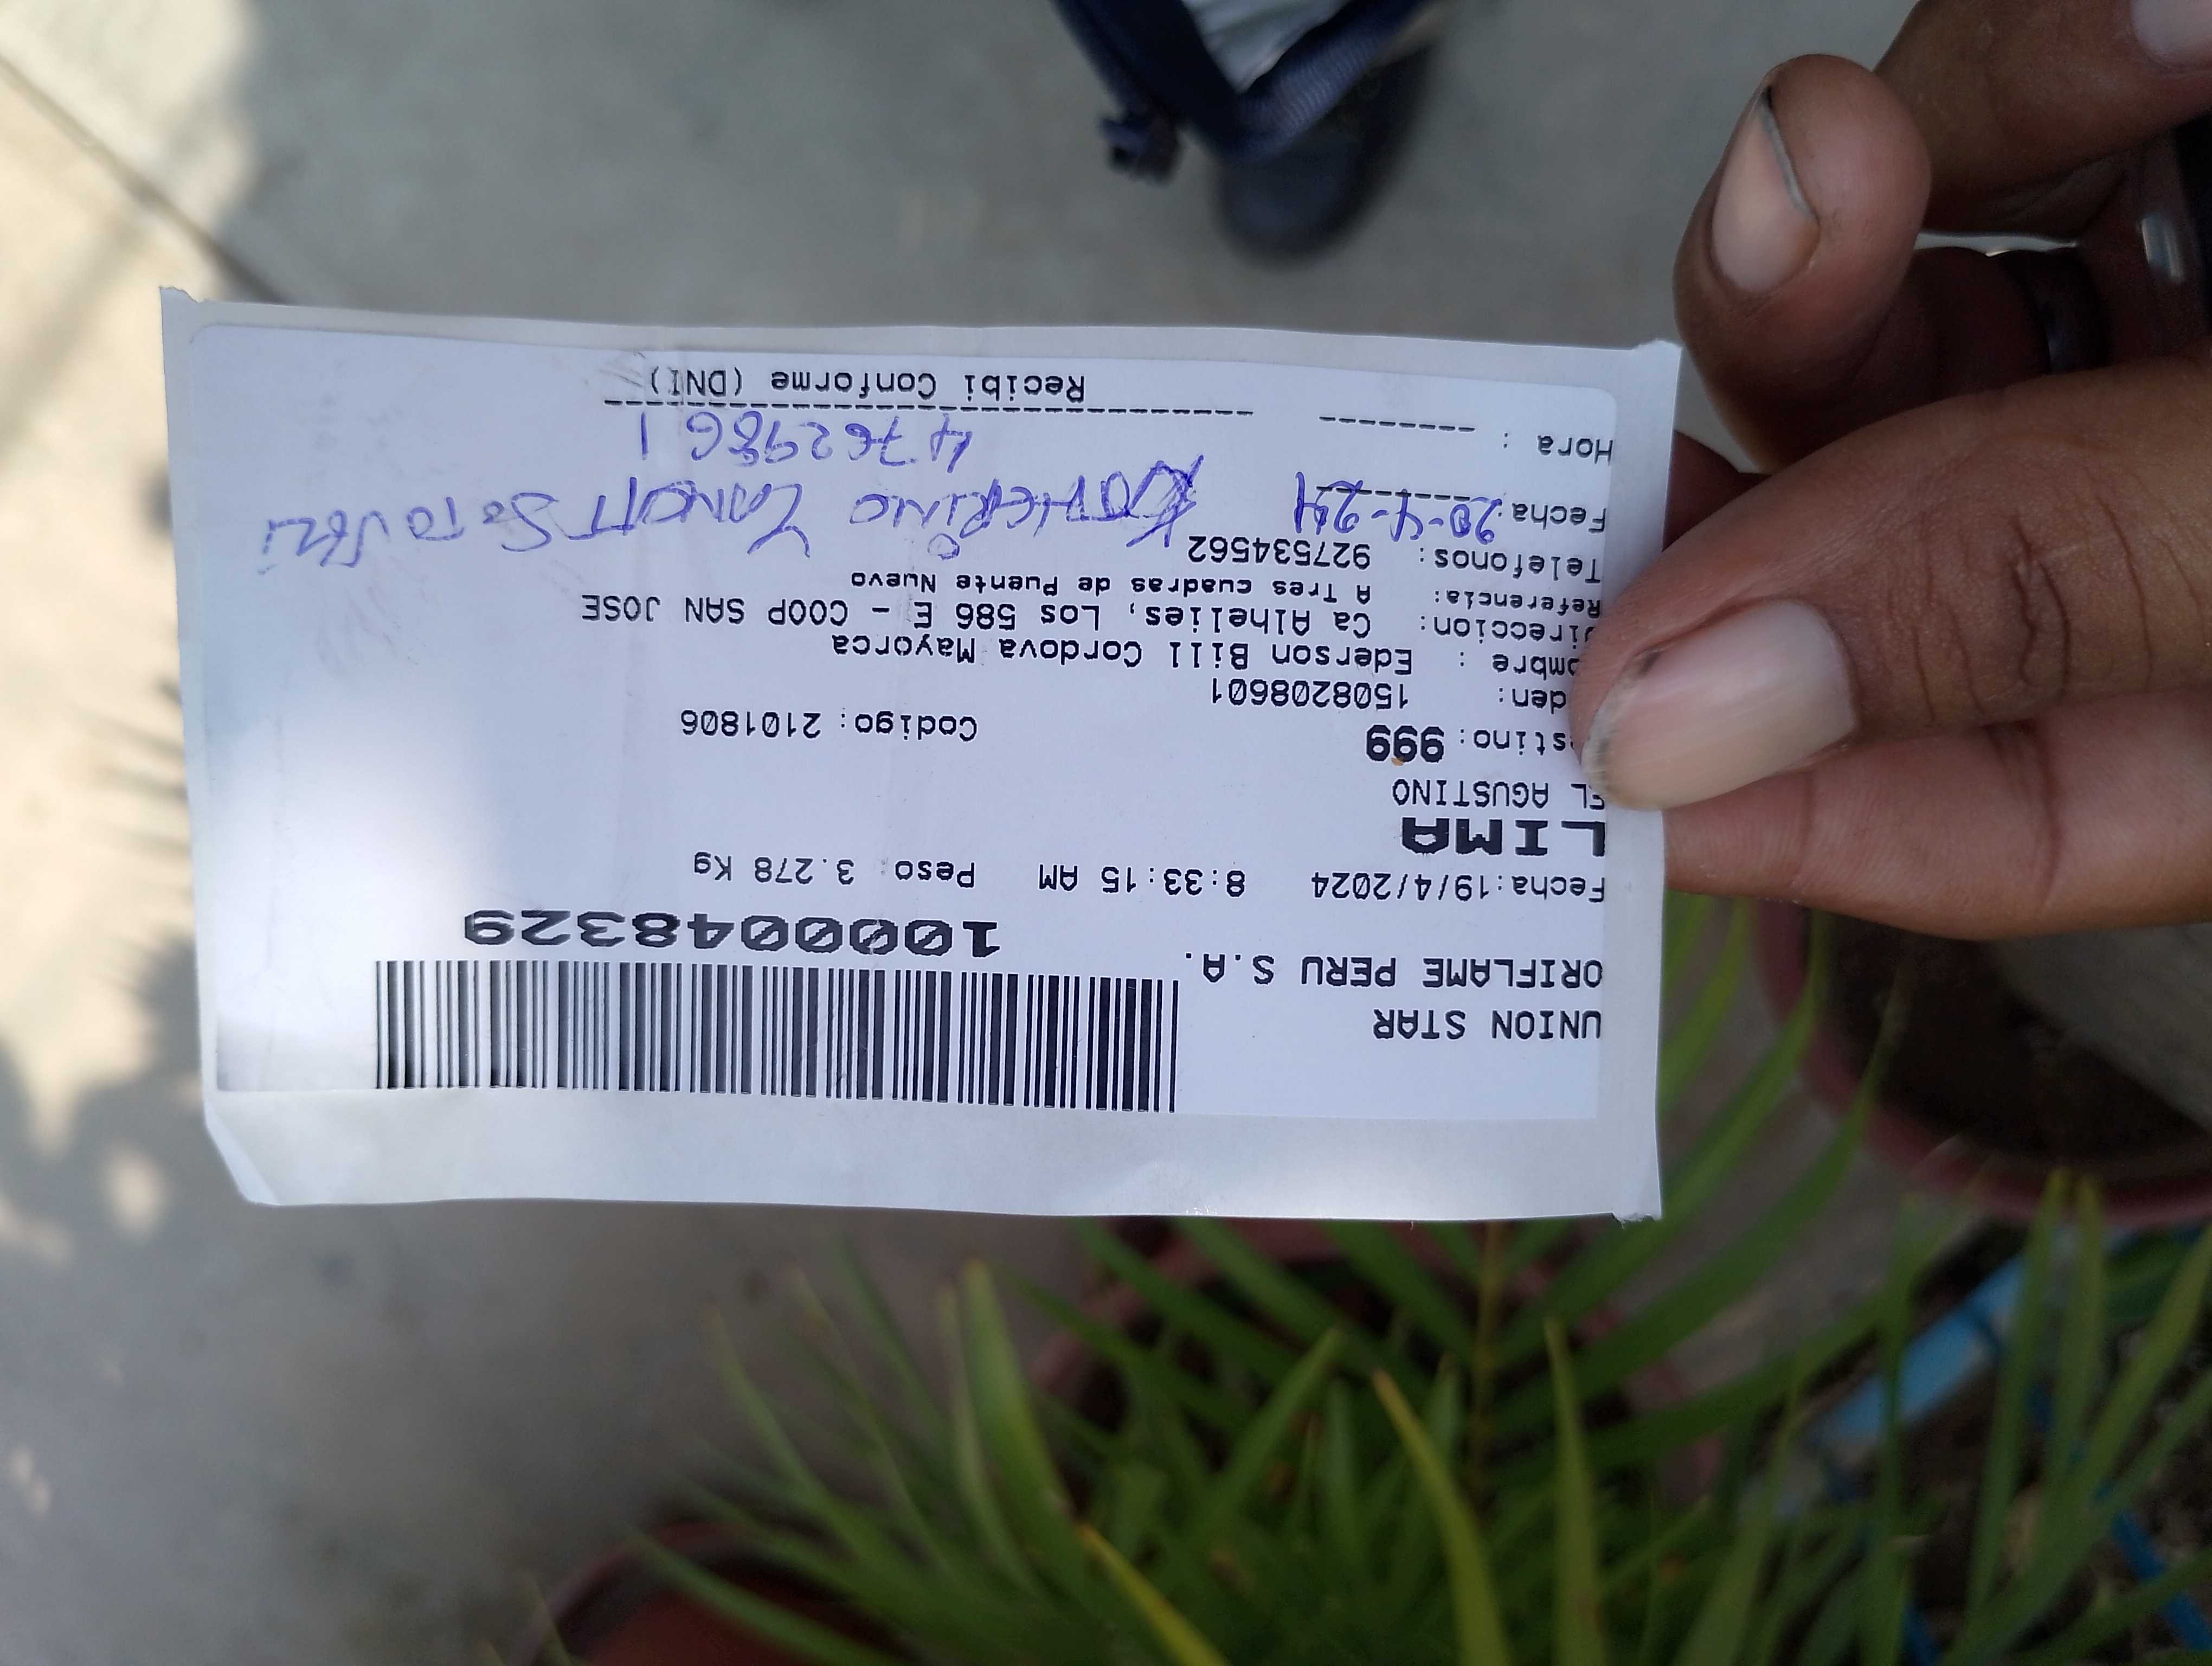 UNION STAR
ORIFLAME PERU S.A.
1000048329
Fecha:19/4/2024 8:33:15 AM Peso: 3.278 Kg
LIMA
EL AGUSTINO
stino: 999 Codigo: 2101806
den: 1508208601
ombre : Ederson Bill Cordova Mayorca
Direccion: Ca Alhelies, Los 586 E - COOP SAN JOSE
Referencia: A Tres cuadras de Puente Nuevo
Telefonos: 927534562
Fecha: 20-4-24
47629861
Hora :
Recibi Conforme (DNI)